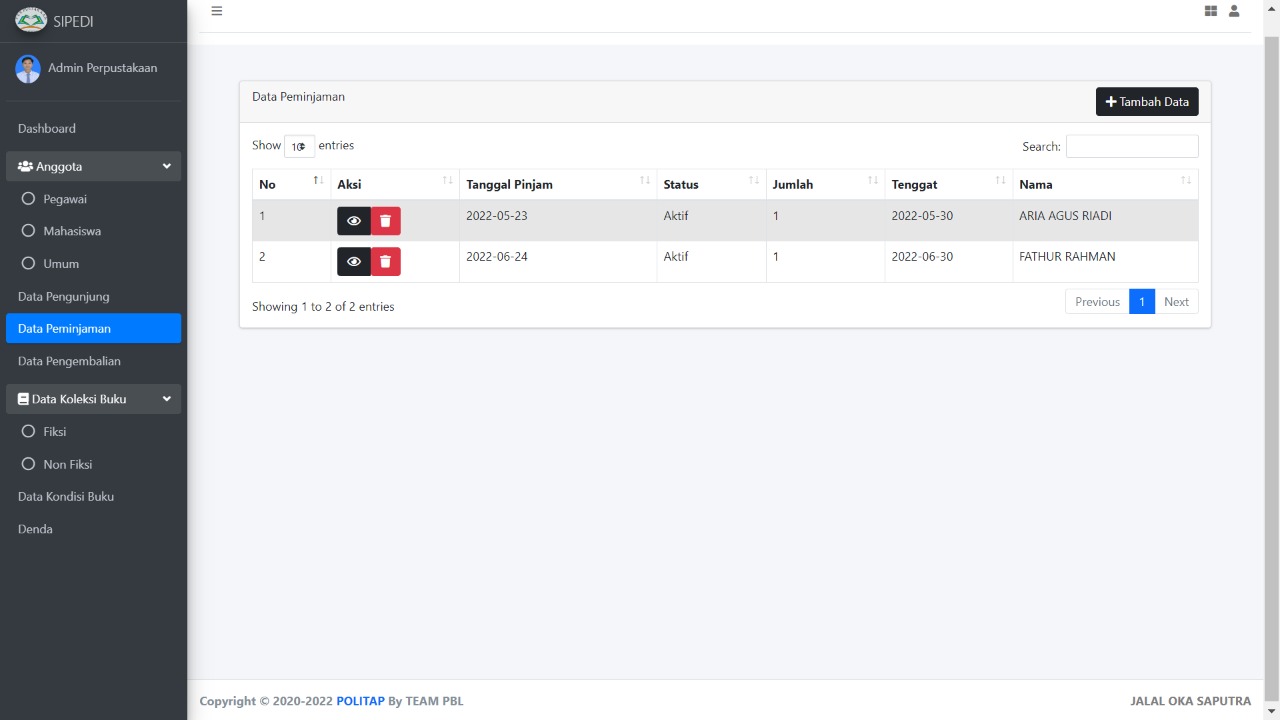 SIPEDI
Admin Perpustakaan
Dashboard
Anggota
Pegawai
Mahasiswa
Umum
Data Pengunjung
Data Peminjaman
Data Pengembalian
Data Koleksi Buku
Fiksi
Non Fiksi
Data Kondisi Buku
Denda
Data Peminjaman
Tambah Data
Show 10 entries
Search:
No Aksi Tanggal Pinjam Status Jumlah Tenggat Nama
1 2022-05-23 Aktif 1 2022-05-30 ARIA AGUS RIADI
2 2022-06-24 Aktif 1 2022-06-30 FATHUR RAHMAN
Showing 1 to 2 of 2 entries
Previous 1 Next
Copyright © 2020-2022 POLITAP By TEAM PBL
JALAL OKA SAPUTRA